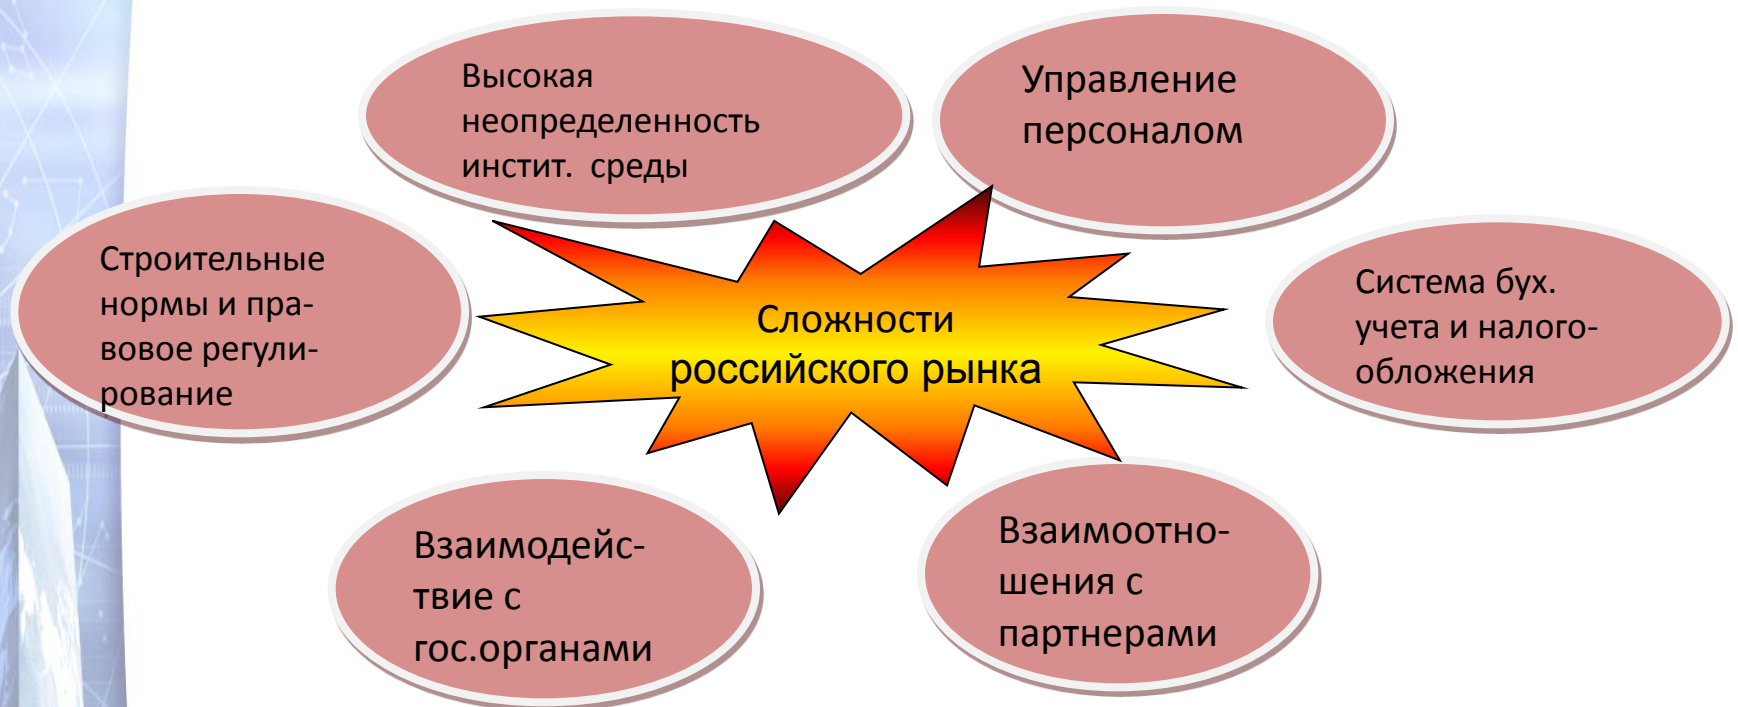 Высокая
неопределенность
инстит. среды
Управление
персоналом
Строительные
нормы и пра-
вовое регули-
рование
Сложности
российского рынка
Система бух.
учета и налого-
обложения
Взаимодейс-
твие с
гос.органами
Взаимоотно-
шения с
партнерами